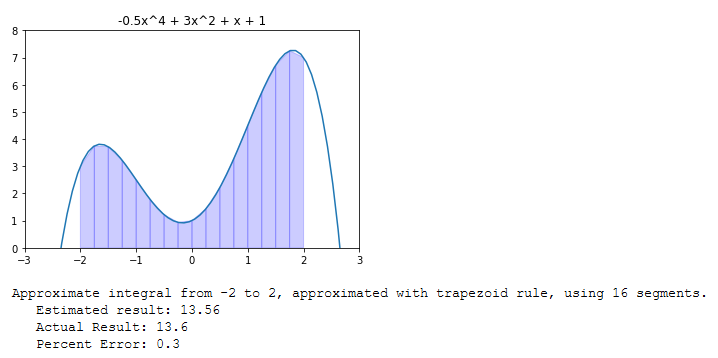 -0.5x^4 + 3x^2 + x + 1
8
7
6
5
4
3
2
1
0
−3 −2 −1 0 1 2 3
Approximate integral from -2 to 2, approximated with trapezoid rule, using 16 segments.
Estimated result: 13.56
Actual Result: 13.6
Percent Error: 0.3